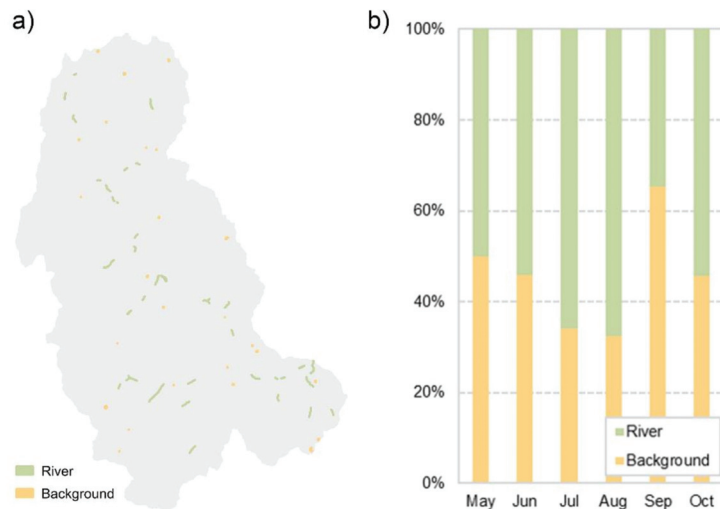 a)
River
Background
b)
100%
80%
60%
40%
20%
0%
River
Background
May Jun Jul Aug Sep Oct